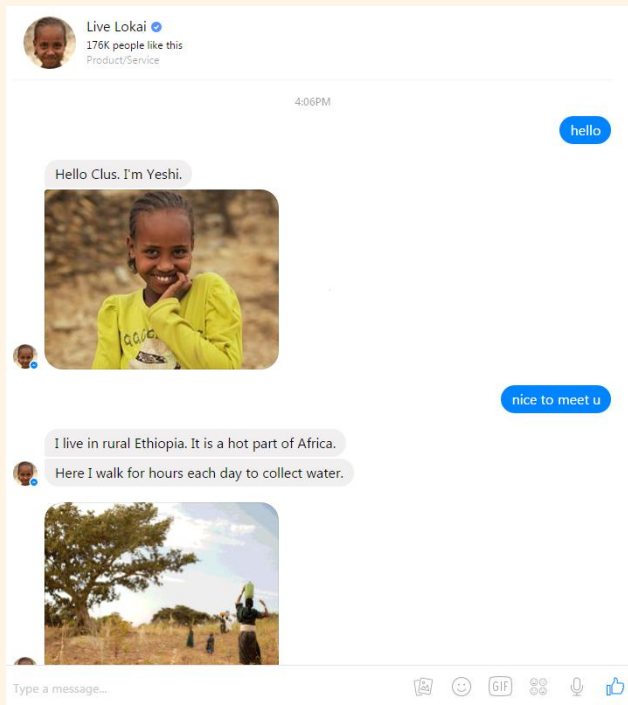 Live Lokai
176K people like this
Product/Service
4:06PM
hello
Hello Clus. I'm Yeshi.
nice to meet u
I live in rural Ethiopia. It is a hot part of Africa.
Here I walk for hours each day to collect water.
Type a message...
GIF